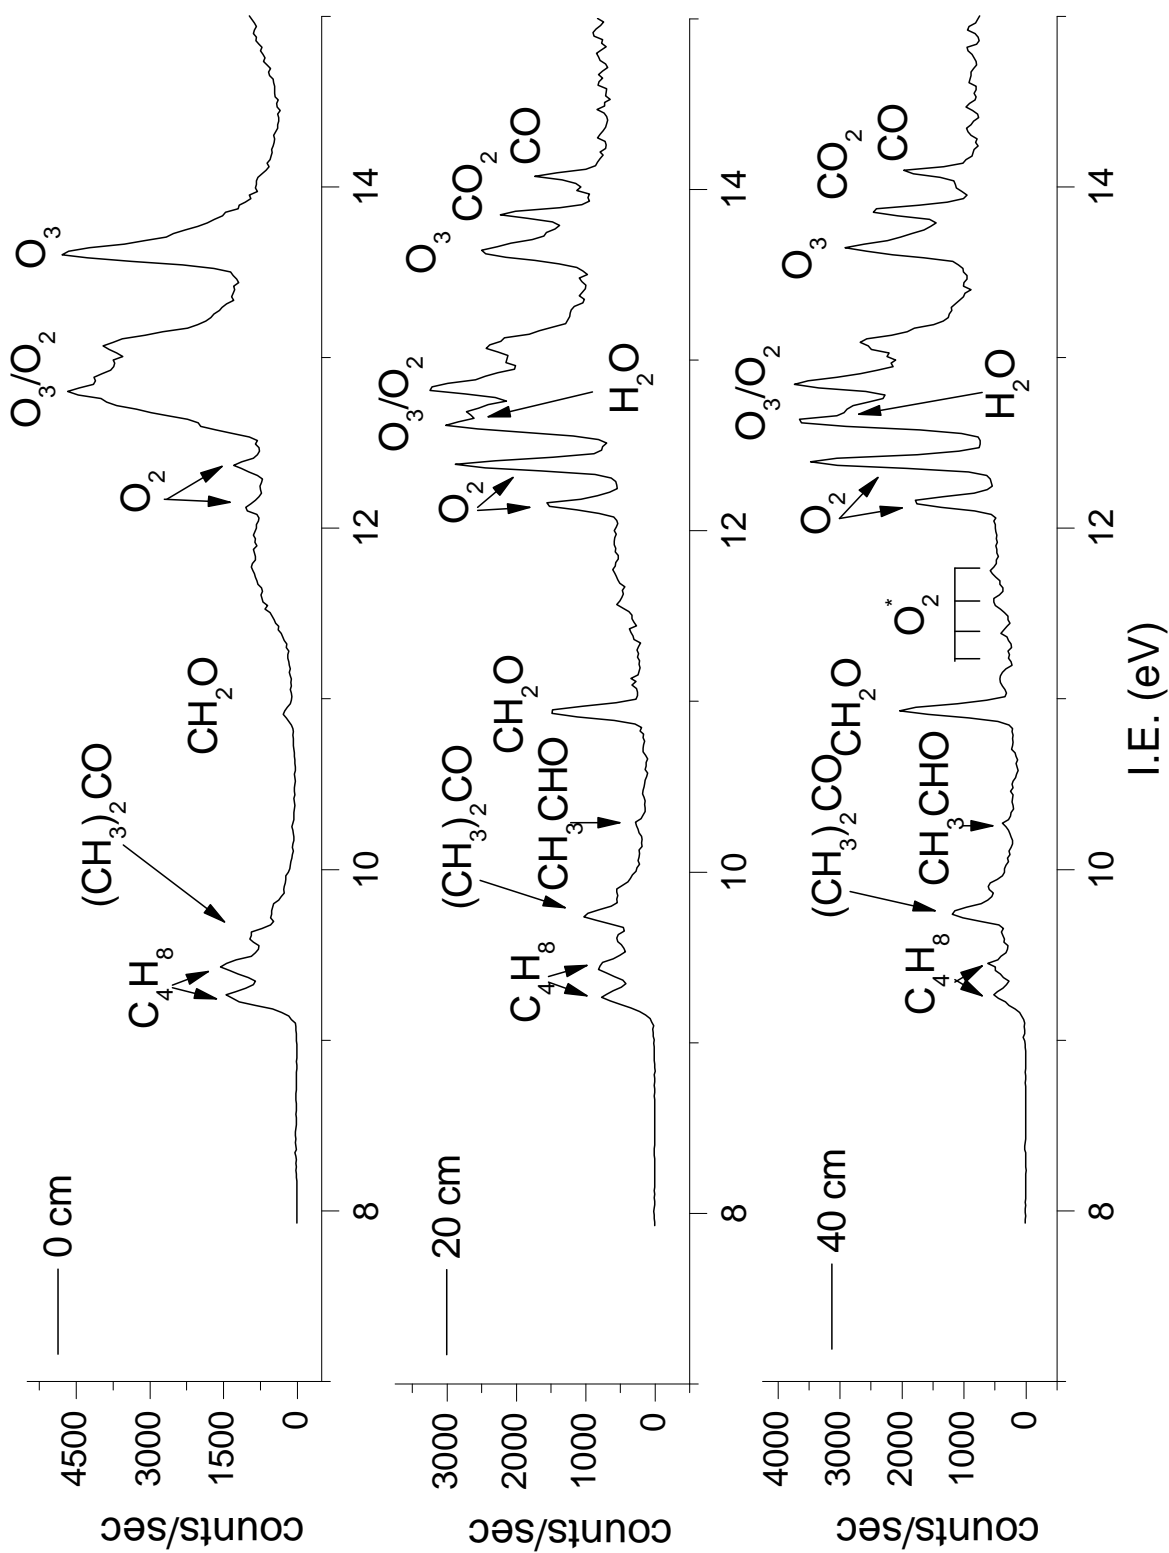 0 cm
C4H8
(CH3)2CO
CH2O
O2
O3/O2
O3
counts/sec
4500
3000
1500
0
8
10
12
14
20 cm
C4H8
(CH3)2CO
CH3CHO
CH2O
O2
O3/O2
H2O
O3
CO2
CO
counts/sec
3000
2000
1000
0
8
10
12
14
40 cm
C4H8
(CH3)2CO
CH3CHO
CH2O
O2*
O2
O3/O2
H2O
O3
CO2
CO
counts/sec
4000
3000
2000
1000
0
8
10
12
14
I.E. (eV)